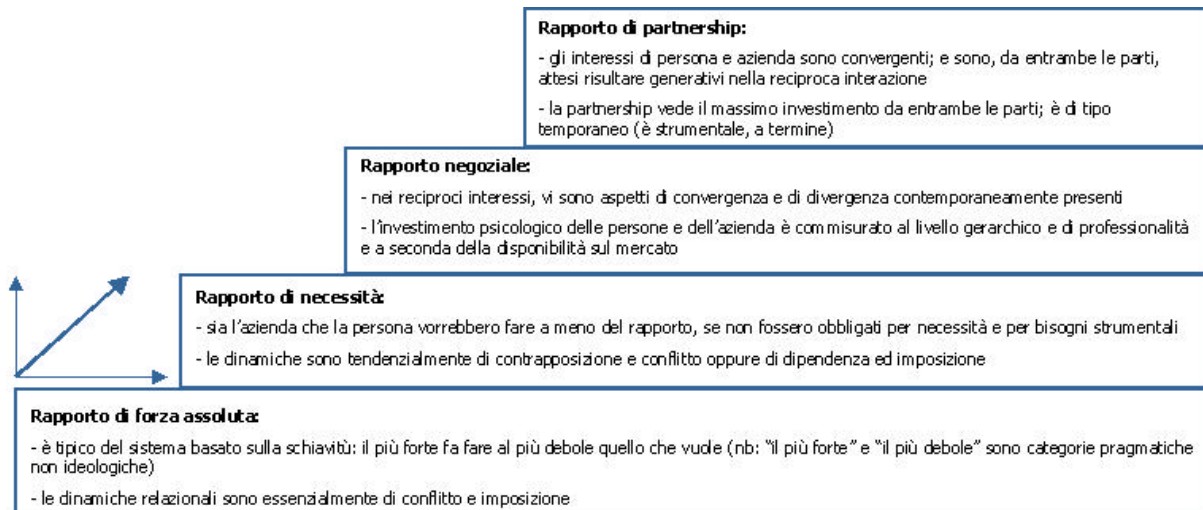 Rapporto di partnership:
- gli interessi di persona e azienda sono convergenti; e sono, da entrambe le parti,
attesi risultare generativi nella reciproca interazione
- la partnership vede il massimo investimento da entrambe le parti; è di tipo
temporaneo (è strumentale, a termine)
Rapporto negoziale:
- nei reciproci interessi, vi sono aspetti di convergenza e di divergenza contemporaneamente presenti
- l'investimento psicologico delle persone e dell'azienda è commisurato al livello gerarchico e di professionalità
e a seconda della disponibilità sul mercato
Rapporto di necessità:
- sia l'azienda che la persona vorrebbero fare a meno del rapporto, se non fossero obbligati per necessità e per bisogni strumentali
- le dinamiche sono tendenzialmente di contrapposizione e conflitto oppure di dipendenza ed imposizione
Rapporto di forza assoluta:
- è tipico del sistema basato sulla schiavitù: il più forte fa fare al più debole quello che vuole (nb: "il più forte" e "il più debole" sono categorie pragmatiche
non ideologiche)
- le dinamiche relazionali sono essenzialmente di conflitto e imposizione